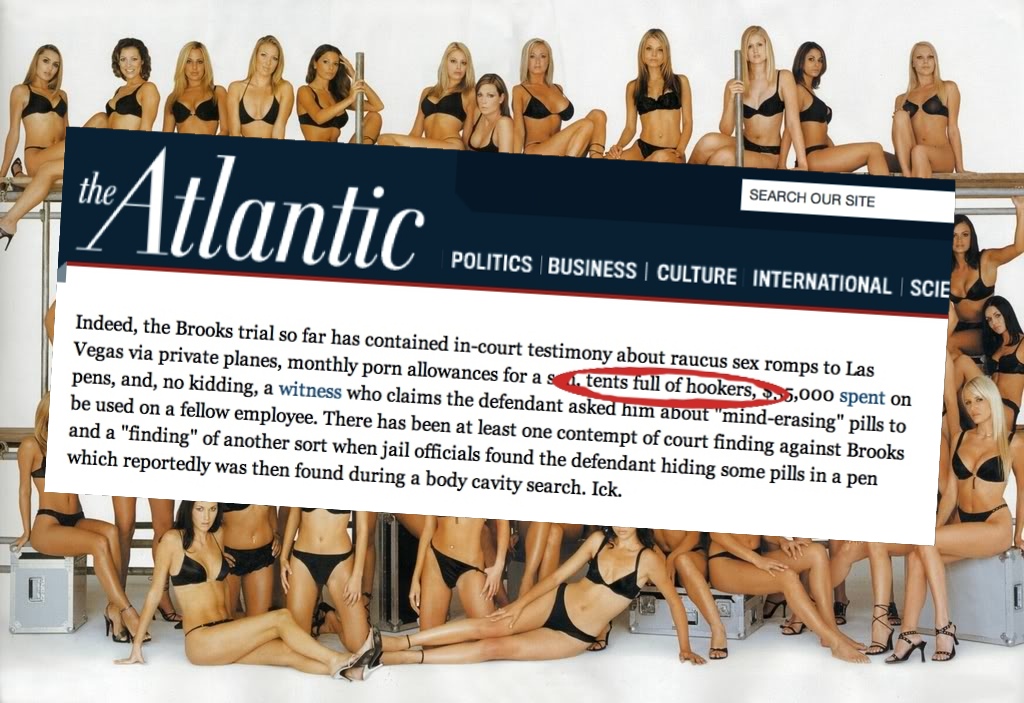 the Atlantic
SEARCH OUR SITE
POLITICS | BUSINESS | CULTURE | INTERNATIONAL | SCIE
Indeed, the Brooks trial so far has contained in-court testimony about raucus sex romps to Las
Vegas via private planes, monthly porn allowances for a tents full of hookers, spent on
pens, and, no kidding, a witness who claims the defendant asked him about "mind-erasing" pills to
be used on a fellow employee. There has been at least one contempt of court finding against Brooks
and a "finding" of another sort when jail officials found the defendant hiding some pills in a pen
which reportedly was then found during a body cavity search. Ick.